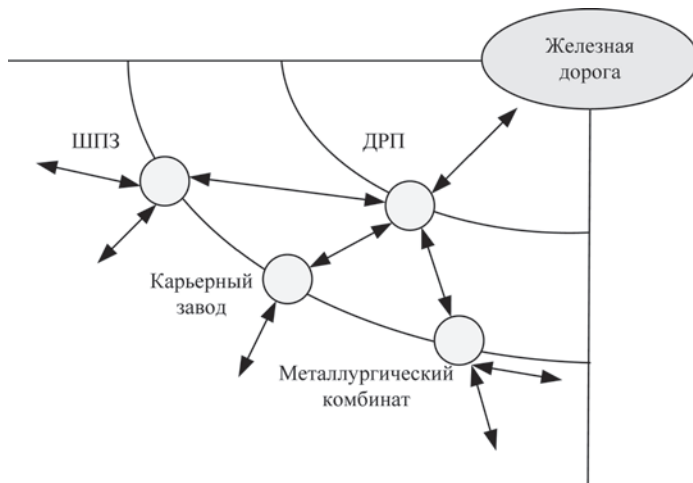 Железная
дорога
ШПЗ
ДРП
Карьерный
завод
Металлургический
комбинат